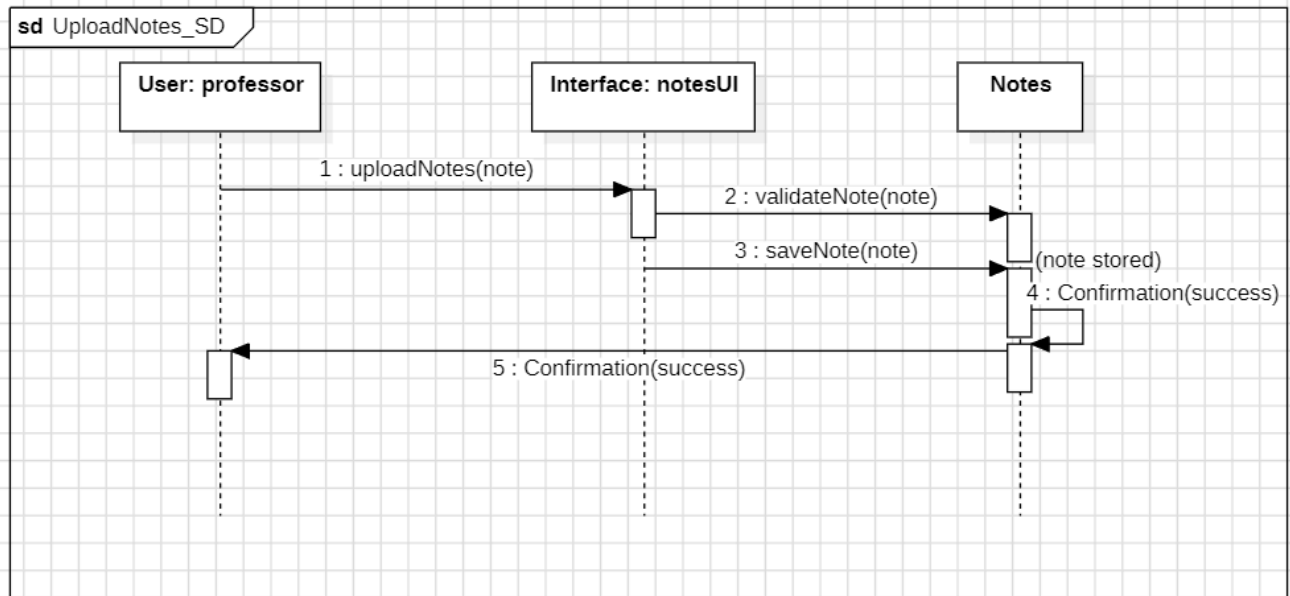 sd UploadNotes_SD
User: professor
Interface: notesUI
Notes
1 : uploadNotes(note)
2 : validateNote(note)
3 : saveNote(note)
(note stored)
4 : Confirmation(success)
5 : Confirmation(success)